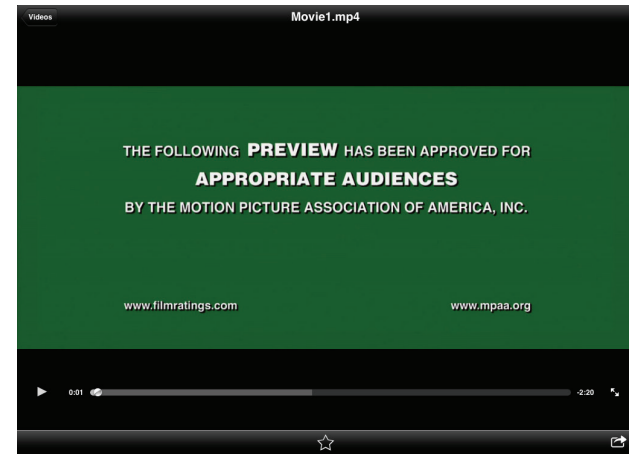 Videos
Movie1.mp4
THE FOLLOWING PREVIEW HAS BEEN APPROVED FOR
APPROPRIATE AUDIENCES
BY THE MOTION PICTURE ASSOCIATION OF AMERICA, INC.
www.filmratings.com www.mpaa.org
0:01 -2:20